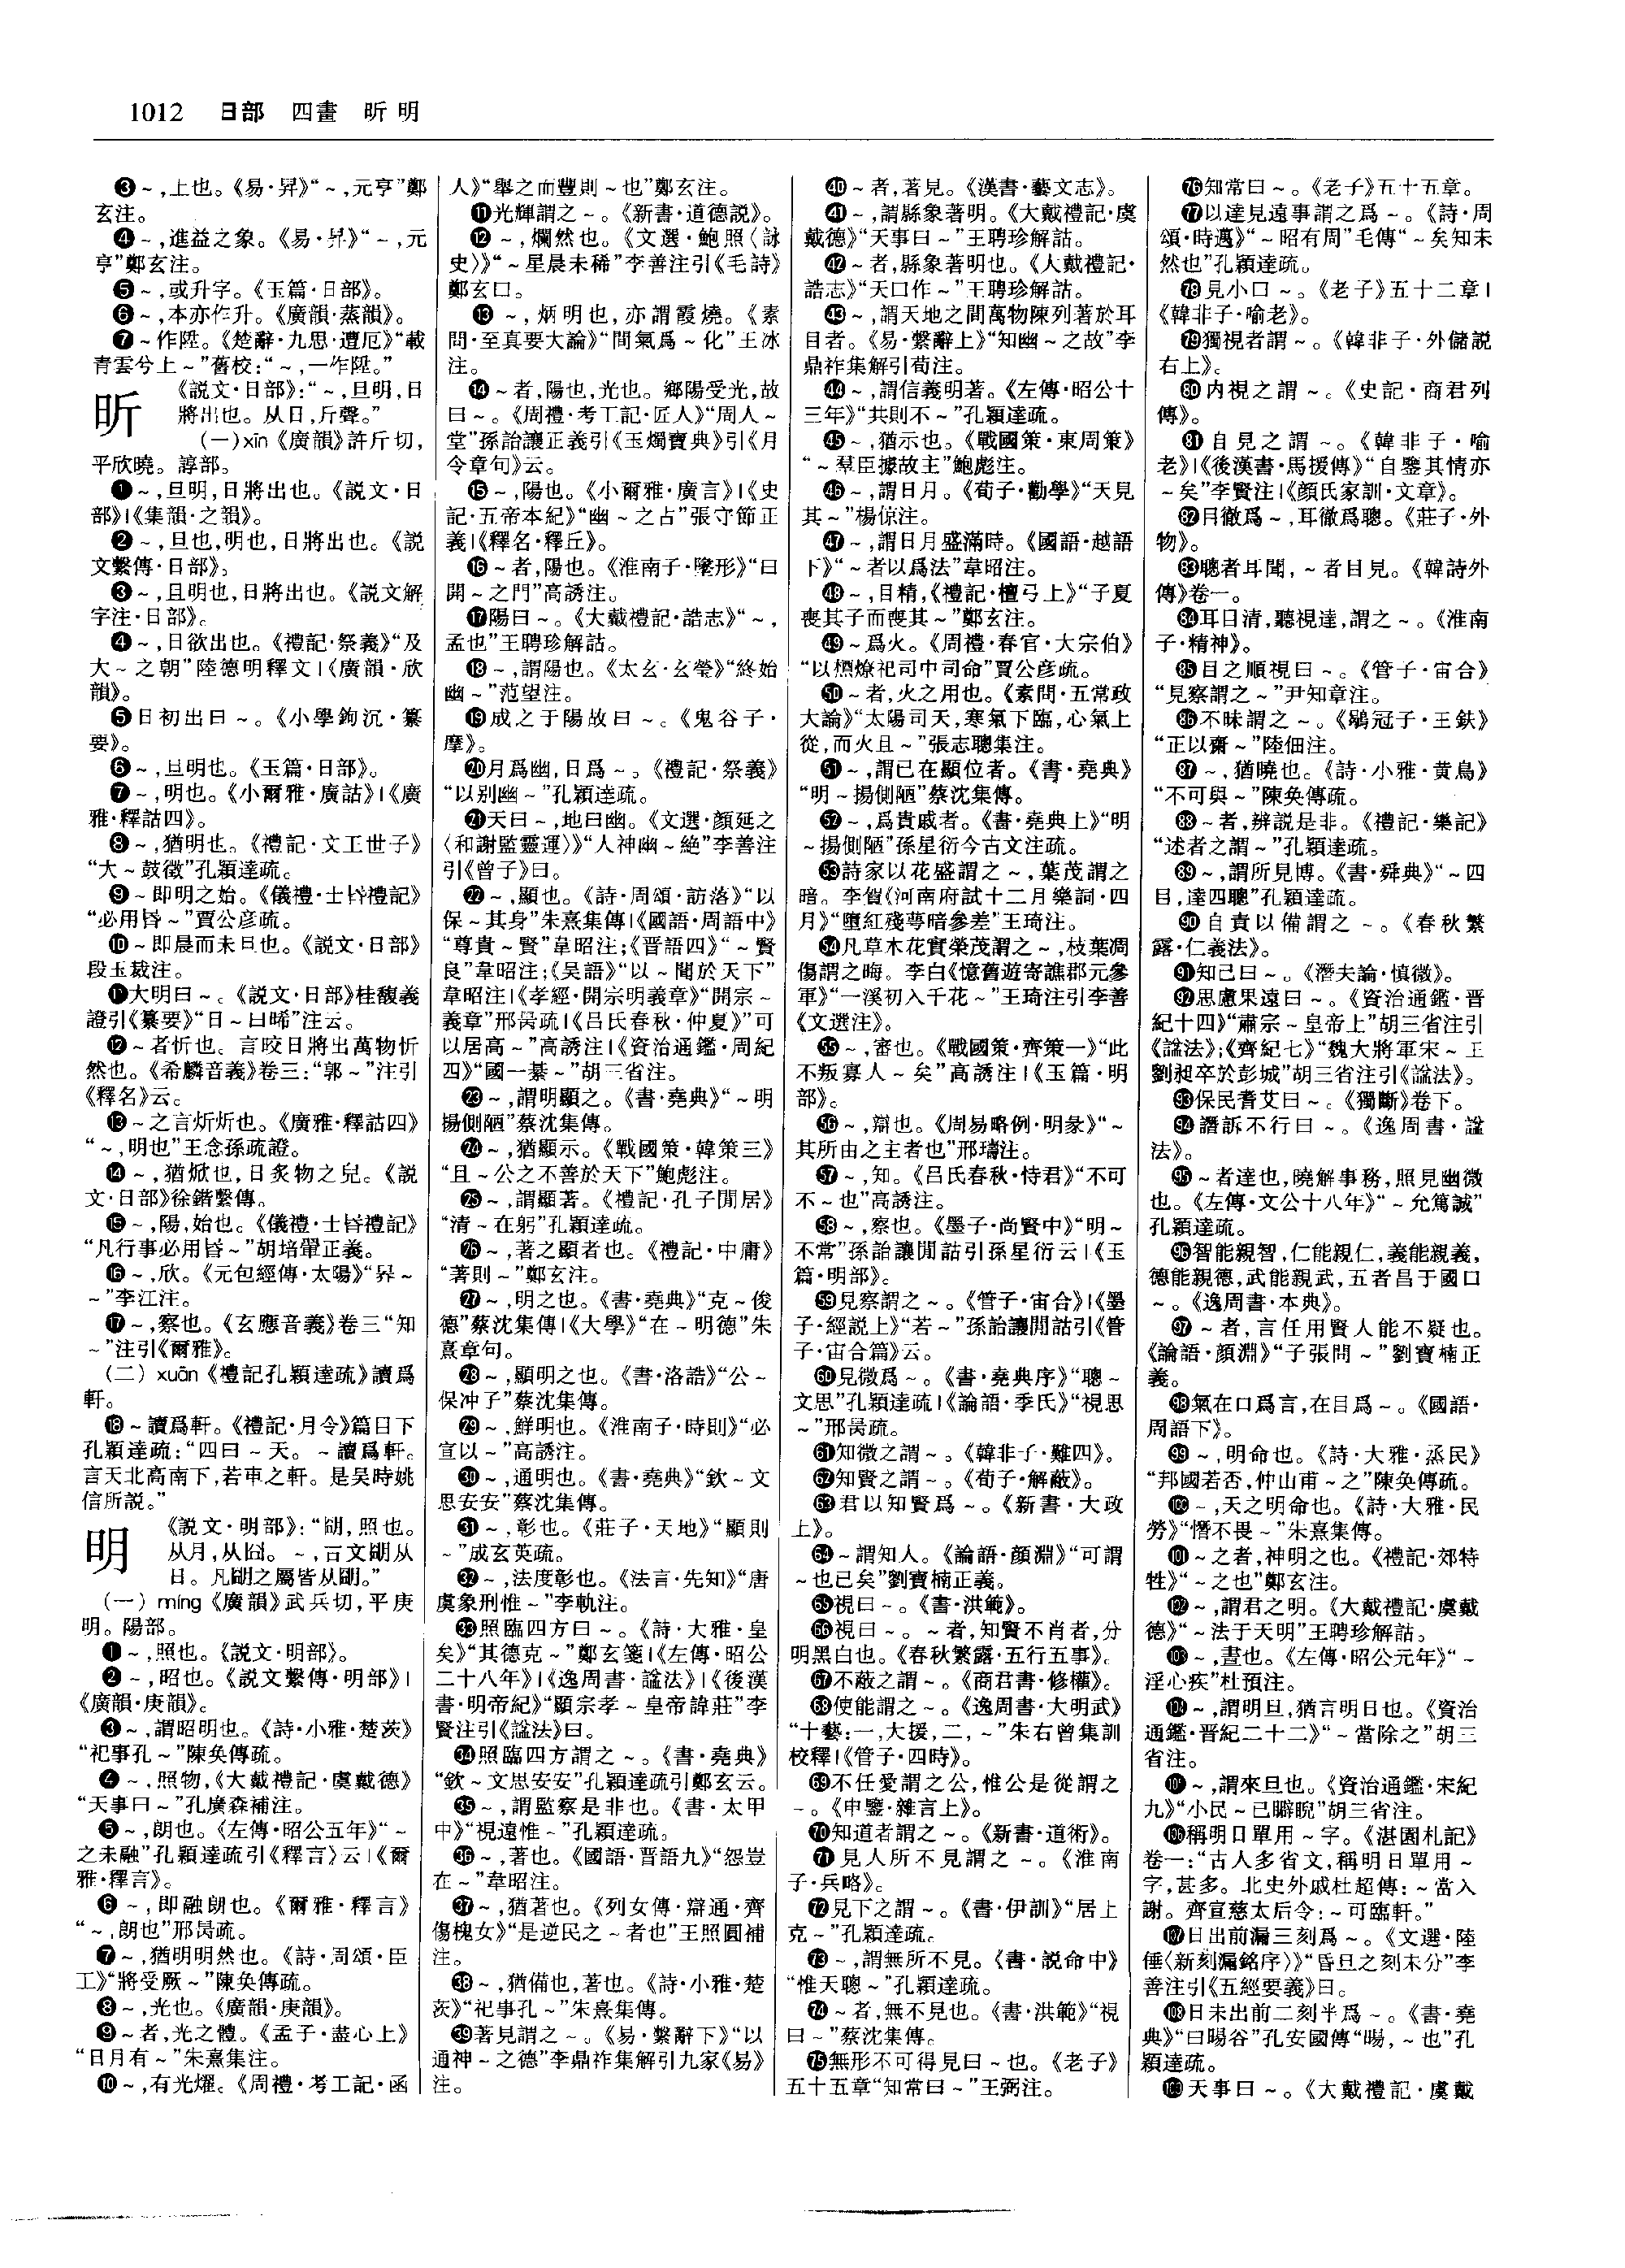 1012 日部 四畫 昕明
❸～,上也。《易·昇》“～,元亨”鄭
玄注。
❹～,進益之象。《易·昇》“～,元
亨”鄭玄注。
❺～,或升字。《玉篇·日部》。
❻～,本亦作升。《廣韻·蒸韻》。
❼～作陞。《楚辭·九思·遭厄》“載
青雲兮上～”舊校:“～,一作陞。”
昕
《説文·日部》:“～,旦明,日
將出也。从日,斤聲。”
(一)xīn《廣韻》許斤切,
平欣曉。諄部。
❶～,旦明,日將出也。《説文·日
部》|《集韻·之韻》。
❷～,旦也,明也,日將出也。《説
文繫傳·日部》。
❸～,且明也,日將出也。《説文解
字注·日部》。
❹～,日欲出也。《禮記·祭義》“及
大～之朝”陸德明釋文|《廣韻·欣
韻》。
❺日初出曰～。《小學鉤沉·纂
要》。
❻～,旦明也。《玉篇·日部》。
❼～,明也。《小爾雅·廣詁》|《廣
雅·釋詁四》。
❽～,猶明也。《禮記·文王世子》
“大～鼓徵”孔穎達疏。
❾～即明之始。《儀禮·士昏禮記》
“必用昏～”賈公彦疏。
❿～即晨而未旦也。《説文·日部》
段玉裁注。
⓫大明曰～。《説文·日部》桂馥義
證引《纂要》“日～曰晞”注云。
⓬～者忻也。言晈日將出萬物忻
然也。《希麟音義》卷三:“郭～”注引
《釋名》云。
⓭～之言炘炘也。《廣雅·釋詁四》
“～,明也”王念孫疏證。
⓮～,猶焮也,日炙物之皃。《説
文·日部》徐鍇繫傳。
⓯～,陽,始也。《儀禮·士昏禮記》
“凡行事必用昏～”胡培翬正義。
⓰～,欣。《元包經傳·太陽》“昇～
～”李江注。
⓱～,察也。《玄應音義》卷三“知
～”注引《爾雅》。
(二) xuān《禮記孔穎達疏》讀爲
軒。
⓲～讀爲軒。《禮記·月令》篇目下
孔穎達疏:“四曰～天。～讀爲軒。
言天北高南下,若車之軒。是吴時姚
信所説。”
明
《説文·明部》:“朙,照也。
从月,从囧。～,古文朙从
日。凡朙之屬皆从朙。”
(一) míng《廣韻》武兵切,平庚
明。陽部。
❶～,照也。《説文·明部》。
❷～,昭也。《説文繫傳·明部》|
《廣韻·庚韻》。
❸～,謂昭明也。《詩·小雅·楚茨》
“祀事孔～”陳奂傳疏。
❹～,照物,《大戴禮記·虞戴德》
“天事曰～”孔廣森補注。
❺～,朗也。《左傳·昭公五年》“～
之未融”孔穎達疏引《釋言》云|《爾
雅·釋言》。
❻～,即融朗也。《爾雅·釋言》
“～,朗也”邢昺疏。
❼～,猶明明然也。《詩·周頌·臣
工》“將受厥～”陳奂傳疏。
❽～,光也。《廣韻·庚韻》。
❾～者,光之體。《孟子·盡心上》
“日月有～”朱熹集注。
❿～,有光燿。《周禮·考工記·函
人》“舉之而豐則～也”鄭玄注。
⓫光輝謂之～。《新書·道德説》。
⓬～,爛然也。《文選·鮑照〈詠
史〉》“～星晨未稀”李善注引《毛詩》
鄭玄曰。
⓭～,炳明也,亦謂霞燒。《素
問·至真要大論》“間氣爲～化”王冰
注。
⓮～者,陽也,光也。鄉陽受光,故
曰～。《周禮·考工記·匠人》“周人～
堂”孫詒讓正義引《玉燭寶典》引《月
令章句》云。
⓯～,陽也。《小爾雅·廣言》|《史
記·五帝本紀》“幽～之占”張守節正
義|《釋名·釋丘》。
⓰～者,陽也。《淮南子·墬形》“曰
開～之門”高誘注。
⓱陽曰～。《大戴禮記·誥志》“～,
孟也”王聘珍解詁。
⓲～,謂陽也。《太玄·玄瑩》“終始
幽～”范望注。
⓳成之于陽故曰～。《鬼谷子·
摩》。
⓴月爲幽,日爲～。《禮記·祭義》
“以别幽～”孔穎達疏。
㉑天曰～,地曰幽。《文選·顔延之
〈和謝監靈運〉》“人神幽～絶”李善注
引《曾子》曰。
㉒～,顯也。《詩·周頌·訪落》“以
保～其身”朱熹集傳|《國語·周語中》
“尊貴～賢”韋昭注;《晋語四》“～賢
良”韋昭注;《吴語》“以～聞於天下”
韋昭注|《孝經·開宗明義章》“開宗～
義章”邢昺疏|《吕氏春秋·仲夏》“可
以居高～”高誘注|《資治通鑑·周紀
四》“國一綦～”胡三省注。
㉓～,謂明顯之。《書·堯典》“～明
揚側陋”蔡沈集傳。
㉔～,猶顯示。《戰國策·韓策三》
“且～公之不善於天下”鮑彪注。
㉕～,謂顯著。《禮記·孔子閒居》
“清～在躬”孔穎達疏。
㉖～,著之顯者也。《禮記·中庸》
“著則～”鄭玄注。
㉗～,明之也。《書·堯典》“克～俊
德”蔡沈集傳|《大學》“在～明德”朱
熹章句。
㉘～,顯明之也。《書·洛誥》“公～
保冲子”蔡沈集傳。
㉙～,鮮明也。《淮南子·時則》“必
宣以～”高誘注。
㉚～,通明也。《書·堯典》“欽～文
思安安”蔡沈集傳。
㉛～,彰也。《莊子·天地》“顯則
～”成玄英疏。
㉜～,法度彰也。《法言·先知》“唐
虞象刑惟～”李軌注。
㉝照臨四方曰～。《詩·大雅·皇
矣》“其德克～”鄭玄箋|《左傳·昭公
二十八年》|《逸周書·謚法》|《後漢
書·明帝紀》“顯宗孝～皇帝諱莊”李
賢注引《謚法》曰。
㉞照臨四方謂之～。《書·堯典》
“欽～文思安安”孔穎達疏引鄭玄云。
㉟～,謂監察是非也。《書·太甲
中》“視遠惟～”孔穎達疏。
㊱～,著也。《國語·晋語九》“怨豈
在～”韋昭注。
㊲～,猶著也。《列女傳·辯通·齊
傷槐女》“是逆民之～者也”王照圓補
注。
㊳～,猶備也,著也。《詩·小雅·楚
茨》“祀事孔～”朱熹集傳。
㊴著見謂之～。《易·繫辭下》“以
通神～之德”李鼎祚集解引九家《易》
注。
㊵～者,著見。《漢書·藝文志》。
㊶～,謂縣象著明。《大戴禮記·虞
戴德》“天事曰～”王聘珍解詁。
㊷～者,縣象著明也。《大戴禮記·
誥志》“天曰作～”王聘珍解詁。
㊸～,謂天地之間萬物陳列著於耳
目者。《易·繫辭上》“知幽～之故”李
鼎祚集解引荀注。
㊹～,謂信義明著。《左傳·昭公十
三年》“共則不～”孔穎達疏。
㊺～,猶示也。《戰國策·東周策》
“～羣臣據故主”鮑彪注。
㊻～,謂日月。《荀子·勸學》“天見
其～”楊倞注。
㊼～,謂日月盛滿時。《國語·越語
下》“～者以爲法”韋昭注。
㊽～,目精,《禮記·檀弓上》“子夏
喪其子而喪其～”鄭玄注。
㊾～爲火。《周禮·春官·大宗伯》
“以槱燎祀司中司命”賈公彦疏。
㊿～者,火之用也。《素問·五常政
大論》“太陽司天,寒氣下臨,心氣上
從,而火且～”張志聰集注。
51～,謂已在顯位者。《書·堯典》
“明～揚側陋”蔡沈集傳。
52～,爲貴戚者。《書·堯典上》“明
～揚側陋”孫星衍今古文注疏。
53詩家以花盛謂之～,葉茂謂之
暗。李賀《河南府試十二月樂詞·四
月》“墮紅殘萼暗參差”王琦注。
54凡草木花實榮茂謂之～,枝葉凋
傷謂之晦。李白《憶舊遊寄譙郡元參
軍》“一溪初入千花～”王琦注引李善
《文選注》。
55～,審也。《戰國策·齊策一》“此
不叛寡人～矣”高誘注|《玉篇·明
部》。
56～,辯也。《周易略例·明彖》“～
其所由之主者也”邢璹注。
57～,知。《吕氏春秋·恃君》“不可
不～也”高誘注。
58～,察也。《墨子·尚賢中》“明～
不常”孫詒讓閒詁引孫星衍云|《玉
篇·明部》。
59見察謂之～。《管子·宙合》|《墨
子·經説上》“若～”孫詒讓閒詁引《管
子·宙合篇》云。
60見微爲～。《書·堯典序》“聰～
文思”孔穎達疏|《論語·季氏》“視思
～”邢昺疏。
61知微之謂～。《韓非子·難四》。
62知賢之謂～。《荀子·解蔽》。
63君以知賢爲～。《新書·大政
上》。
64～謂知人。《論語·顔淵》“可謂
～也已矣”劉寶楠正義。
65視曰～。《書·洪範》。
66視曰～。～者,知賢不肖者,分
明黑白也。《春秋繁露·五行五事》。
67不蔽之謂～。《商君書·修權》。
68使能謂之～。《逸周書·大明武》
“十藝:一,大援,二,～”朱右曾集訓
校釋|《管子·四時》。
69不任愛謂之公,惟公是從謂之
～。《申鑒·雜言上》。
70知道者謂之～。《新書·道術》。
71見人所不見謂之～。《淮南
子·兵略》。
72見下之謂～。《書·伊訓》“居上
克～”孔穎達疏。
73～,謂無所不見。《書·説命中》
“惟天聰～”孔穎達疏。
74～者,無不見也。《書·洪範》“視
曰～”蔡沈集傳。
75無形不可得見曰～也。《老子》
五十五章“知常曰～”王弼注。
76知常曰～。《老子》五十五章。
77以達見遠事謂之爲～。《詩·周
頌·時邁》“～昭有周”毛傳“～矣知未
然也”孔穎達疏。
78見小曰～。《老子》五十二章|
《韓非子·喻老》。
79獨視者謂～。《韓非子·外儲説
右上》。
80内視之謂～。《史記·商君列
傳》。
81自見之謂～。《韓非子·喻
老》|《後漢書·馬援傳》“自鑒其情亦
～矣”李賢注|《顔氏家訓·文章》。
82目徹爲～,耳徹爲聰。《莊子·外
物》。
83聰者耳聞,～者目見。《韓詩外
傳》卷一。
84耳目清,聽視達,謂之～。《淮南
子·精神》。
85目之順視曰～。《管子·宙合》
“見察謂之～”尹知章注。
86不昧謂之～。《鶡冠子·王鈇》
“正以齋～”陸佃注。
87～,猶曉也。《詩·小雅·黄鳥》
“不可與～”陳奂傳疏。
88～者,辨説是非。《禮記·樂記》
“述者之謂～”孔穎達疏。
89～,謂所見博。《書·舜典》“～四
目,達四聰”孔穎達疏。
90自責以備謂之～。《春秋繁
露·仁義法》。
91知己曰～。《潛夫論·慎微》。
92思慮果遠曰～。《資治通鑑·晋
紀十四》“肅宗～皇帝上”胡三省注引
《謚法》;《齊紀七》“魏大將軍宋～王
劉昶卒於彭城”胡三省注引《謚法》。
93保民耆艾曰～。《獨斷》卷下。
94譖訴不行曰～。《逸周書·謚
法》。
95～者達也,曉解事務,照見幽微
也。《左傳·文公十八年》“～允篤誠”
孔穎達疏。
96智能親智,仁能親仁,義能親義,
德能親德,武能親武,五者昌于國曰
～。《逸周書·本典》。
97～者,言任用賢人能不疑也。
《論語·顔淵》“子張問～”劉寶楠正
義。
98氣在口爲言,在目爲～。《國語·
周語下》。
99～,明命也。《詩·大雅·烝民》
“邦國若否,仲山甫～之”陳奂傳疏。
100～,天之明命也。《詩·大雅·民
勞》“憯不畏～”朱熹集傳。
101～之者,神明之也。《禮記·郊特
牲》“～之也”鄭玄注。
102～,謂君之明。《大戴禮記·虞戴
德》“～法于天明”王聘珍解詁。
103～,晝也。《左傳·昭公元年》“～
淫心疾”杜預注。
104～,謂明旦,猶言明日也。《資治
通鑑·晋紀二十二》“～當除之”胡三
省注。
105～,謂來旦也。《資治通鑑·宋紀
九》“小民～已睥睨”胡三省注。
106稱明日單用～字。《湛園札記》
卷一:“古人多省文,稱明日單用～
字,甚多。北史外戚杜超傳:～當入
謝。齊宣慈太后令:～可臨軒。”
107日出前漏三刻爲～。《文選·陸
倕〈新刻漏銘序〉》“昏旦之刻未分”李
善注引《五經要義》曰。
108日未出前二刻半爲～。《書·堯
典》“曰暘谷”孔安國傳“暘,～也”孔
穎達疏。
109天事曰～。《大戴禮記·虞戴